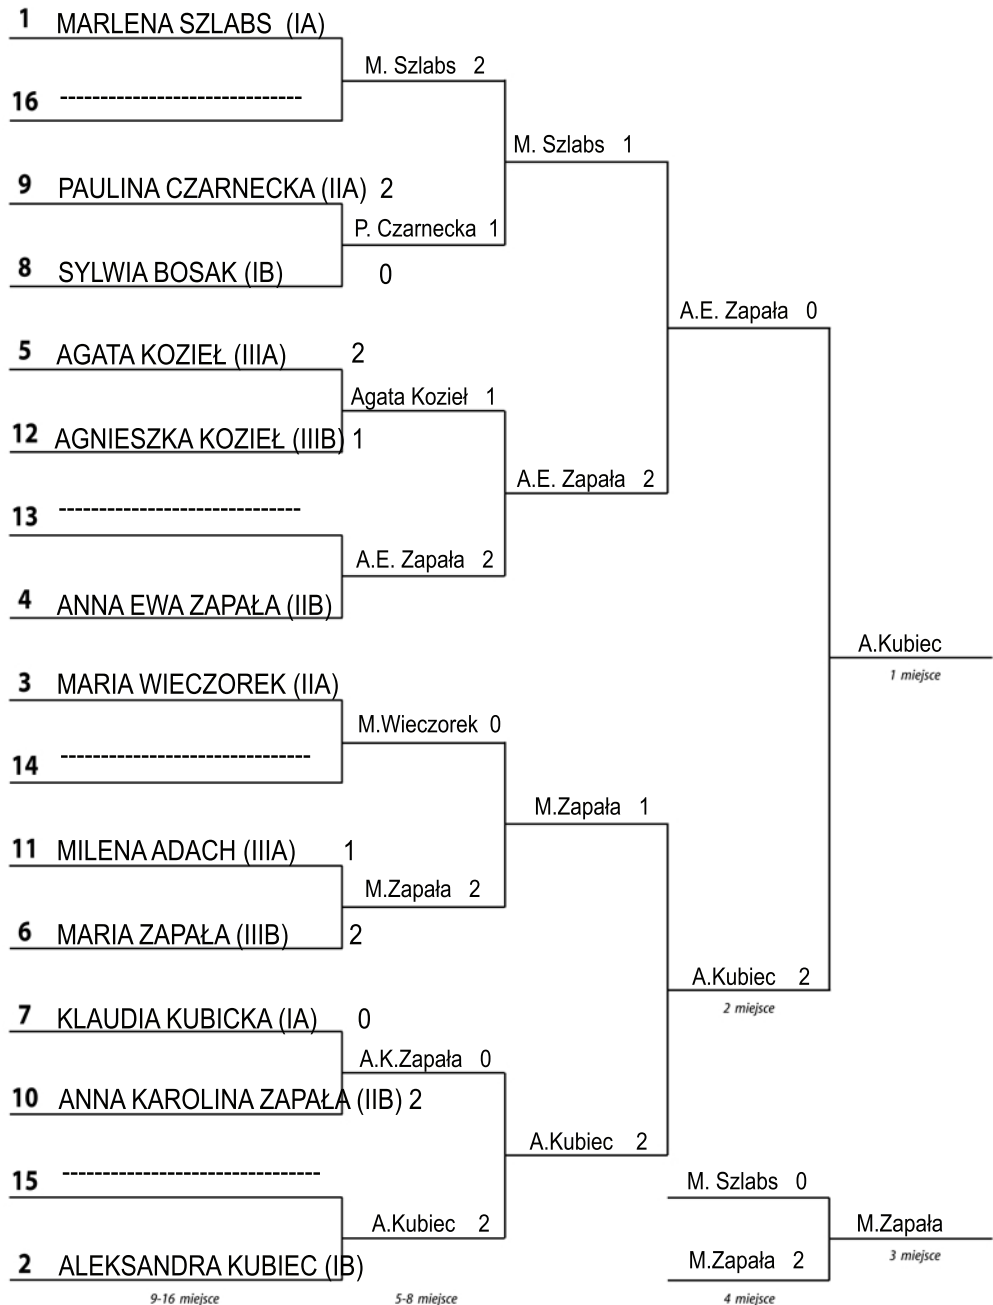 1 MARLENA SZLABS (IA)
M. Szlabs 2
16 ------------------------------
M. Szlabs 1
9 PAULINA CZARNECKA (IIA) 2
P. Czarnecka 1
8 SYLWIA BOSAK (IB) 0
A.E. Zapała 0
5 AGATA KOZIEŁ (IIIA) 2
Agata Kozieł 1
12 AGNIESZKA KOZIEŁ (IIIB) 1
A.E. Zapała 2
13 ------------------------------
A.E. Zapała 2
4 ANNA EWA ZAPAŁA (IIB)
A.Kubiec
1 miejsce
3 MARIA WIECZOREK (IIA)
M.Wieczorek 0
14 -------------------------------
M.Zapała 1
11 MILENA ADACH (IIIA) 1
M.Zapała 2
6 MARIA ZAPAŁA (IIIB) 2
A.Kubiec 2
2 miejsce
7 KLAUDIA KUBICKA (IA) 0
A.K.Zapała 0
10 ANNA KAROLINA ZAPAŁA (IIB) 2
A.Kubiec 2
15 --------------------------------
M. Szlabs 0
A.Kubiec 2
M.Zapała
3 miejsce
2 ALEKSANDRA KUBIEC (IB)
M.Zapała 2
9-16 miejsce
5-8 miejsce
4 miejsce